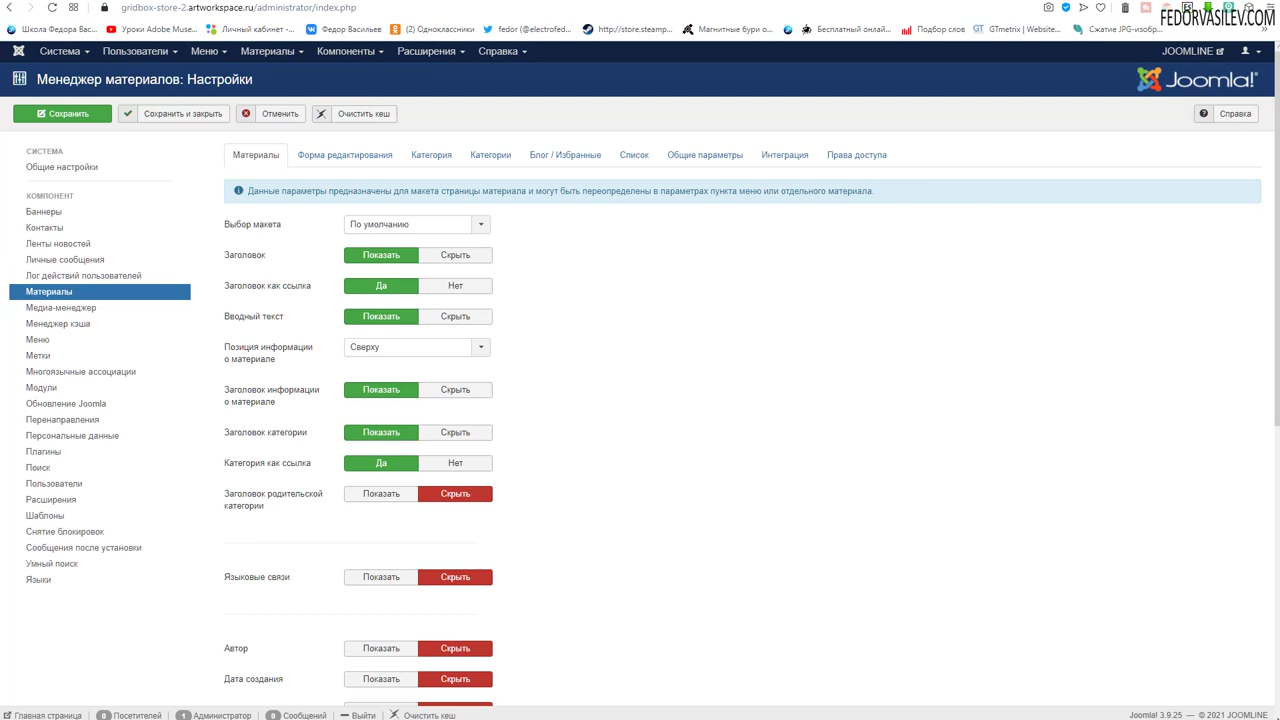 gridbox-store-2.artworkspace.ru/administrator/index.php
FEDORVASILEV.COM
Школа Федора Вас...
Уроки Adobe Muse...
Личный кабинет -...
Федор Васильев
(2) Одноклассники
fedor (@electrofed...
http://store.steamp...
Магнитные бури о...
Бесплатный онлай...
Подбор слов
GTmetrix | Website...
Сжатие JPG-изобр...
Система
Пользователи
Меню
Материалы
Компоненты
Расширения
Справка
JOOMLINE
Менеджер материалов: Настройки
Joomla!
Сохранить
Сохранить и закрыть
Отменить
Очистить кеш
Справка
СИСТЕМА
Общие настройки
КОМПОНЕНТ
Баннеры
Контакты
Ленты новостей
Личные сообщения
Лог действий пользователей
Материалы
Медиа-менеджер
Менеджер кэша
Меню
Метки
Многоязычные ассоциации
Модули
Обновление Joomla
Перенаправления
Персональные данные
Плагины
Поиск
Пользователи
Расширения
Шаблоны
Снятие блокировок
Сообщения после установки
Умный поиск
Языки
Материалы
Форма редактирования
Категория
Категории
Блог / Избранные
Список
Общие параметры
Интеграция
Права доступа
Данные параметры предназначены для макета страницы материала и могут быть переопределены в параметрах пункта меню или отдельного материала.
Выбор макета
По умолчанию
Заголовок
Показать
Скрыть
Заголовок как ссылка
Да
Нет
Вводный текст
Показать
Скрыть
Позиция информации
о материале
Сверху
Заголовок информации
о материале
Показать
Скрыть
Заголовок категории
Показать
Скрыть
Категория как ссылка
Да
Нет
Заголовок родительской
категории
Показать
Скрыть
Языковые связи
Показать
Скрыть
Автор
Показать
Скрыть
Дата создания
Показать
Скрыть
Главная страница
0 Посетителей
1 Администратор
0 Сообщений
Выйти
Очистить кеш
Joomla! 3.9.25 — © 2021 JOOMLINE